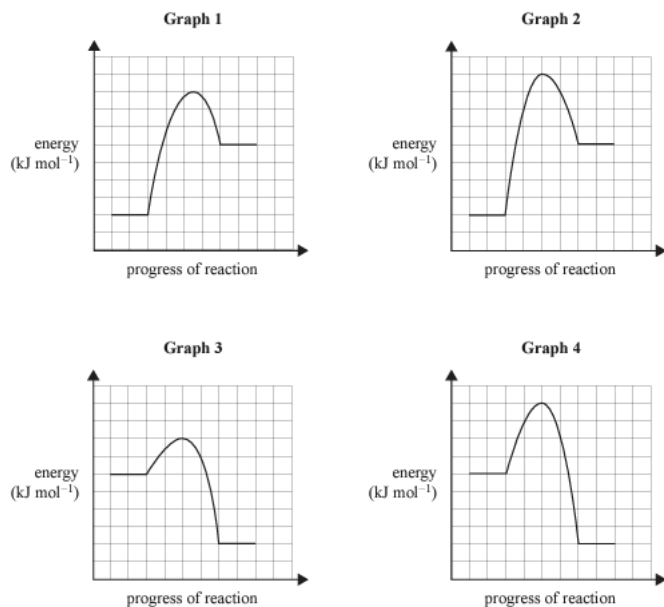 Graph 1
energy
(kJ mol⁻¹)
progress of reaction
Graph 2
energy
(kJ mol⁻¹)
progress of reaction
Graph 3
energy
(kJ mol⁻¹)
progress of reaction
Graph 4
energy
(kJ mol⁻¹)
progress of reaction